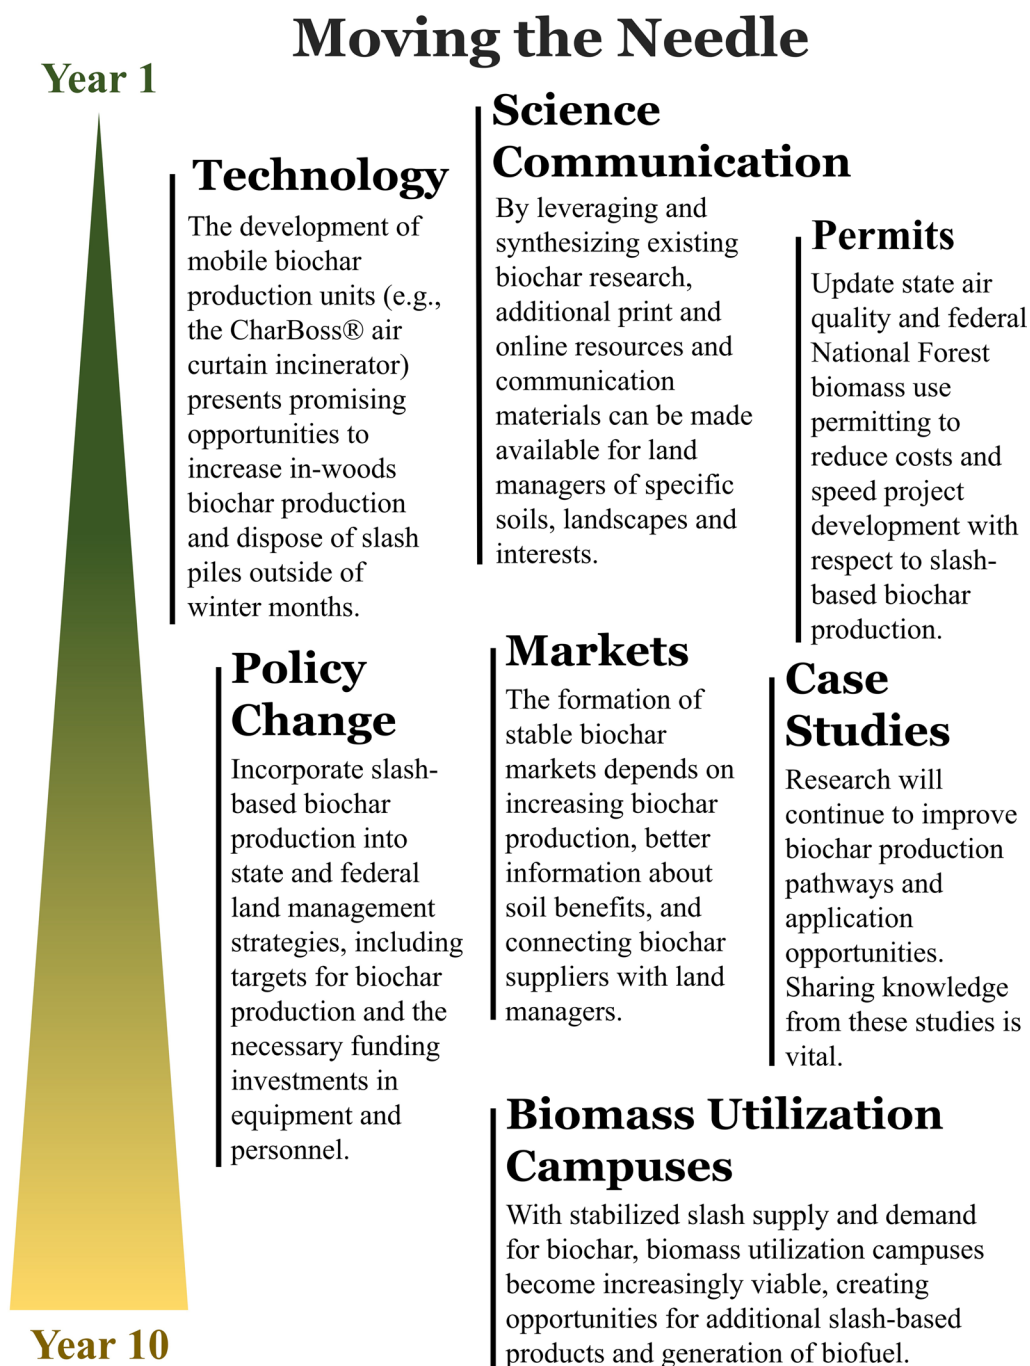 Moving the Needle
Year 1
Technology
The development of
mobile biochar
production units (e.g.,
the CharBoss® air
curtain incinerator)
presents promising
opportunities to
increase in-woods
biochar production
and dispose of slash
piles outside of
winter months.
Science
Communication
By leveraging and
synthesizing existing
biochar research,
additional print and
online resources and
communication
materials can be made
available for land
managers of specific
soils, landscapes and
interests.
Permits
Update state air
quality and federal
National Forest
biomass use
permitting to
reduce costs and
speed project
development with
respect to slash-
based biochar
production.
Policy
Change
Incorporate slash-
based biochar
production into
state and federal
land management
strategies, including
targets for biochar
production and the
necessary funding
investments in
equipment and
personnel.
Markets
The formation of
stable biochar
markets depends on
increasing biochar
production, better
information about
soil benefits, and
connecting biochar
suppliers with land
managers.
Case
Studies
Research will
continue to improve
biochar production
pathways and
application
opportunities.
Sharing knowledge
from these studies is
vital.
Biomass Utilization
Campuses
With stabilized slash supply and demand
for biochar, biomass utilization campuses
become increasingly viable, creating
opportunities for additional slash-based
products and generation of biofuel.
Year 10